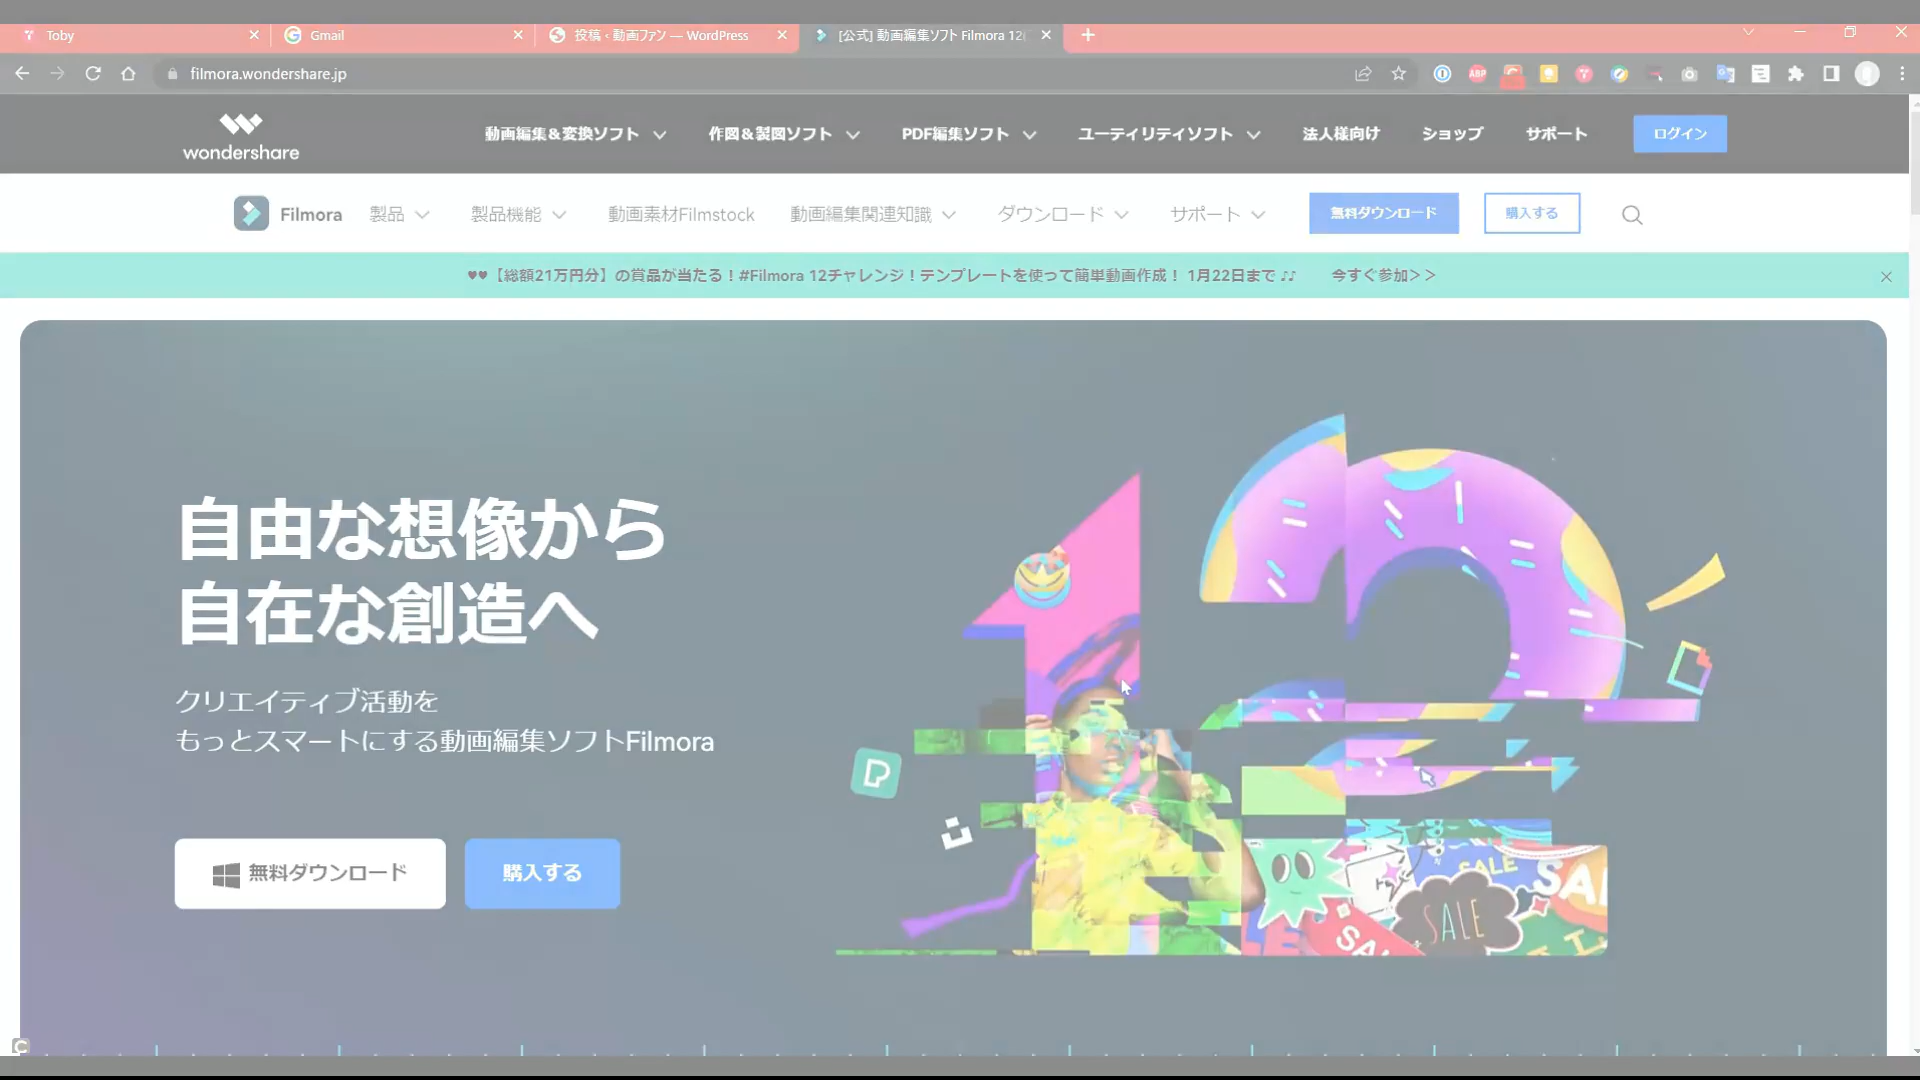 Toby
Gmail
投稿 ‹ 動画ファン — WordPress
[公式] 動画編集ソフト Filmora 12
filmora.wondershare.jp
ABP
wondershare
動画編集&変換ソフト
作図&製図ソフト
PDF編集ソフト
ユーティリティソフト
法人様向け
ショップ
サポート
ログイン
Filmora
製品
製品機能
動画素材Filmstock
動画編集関連知識
ダウンロード
サポート
無料ダウンロード
購入する
♥♥【総額21万円分】の賞品が当たる!#Filmora 12チャレンジ!テンプレートを使って簡単動画作成! 1月22日まで♪♪ 今すぐ参加>>
自由な想像から
自在な創造へ
クリエイティブ活動を
もっとスマートにする動画編集ソフトFilmora
無料ダウンロード
購入する
12
SALE
SALE